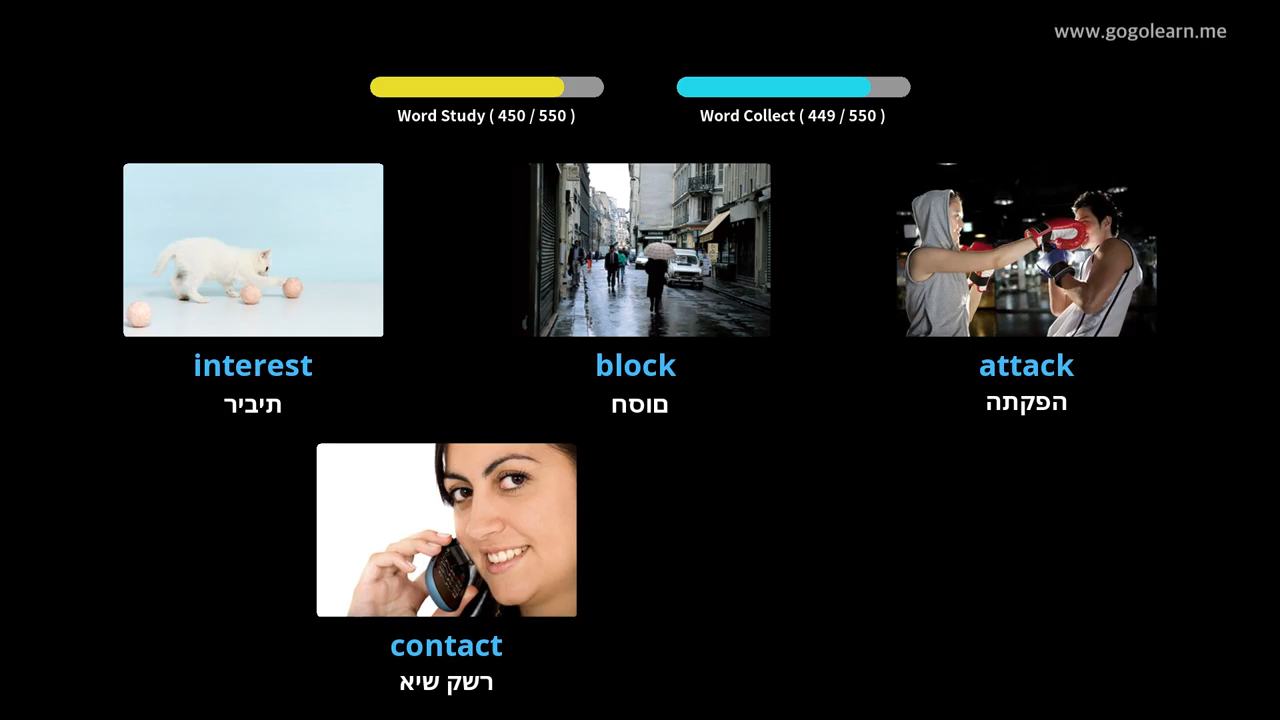 www.gogolearn.me
Word Study ( 450 / 550 )
Word Collect ( 449 / 550 )
interest
תיביר
block
םוסח
attack
הפקתה
contact
רשק שיא